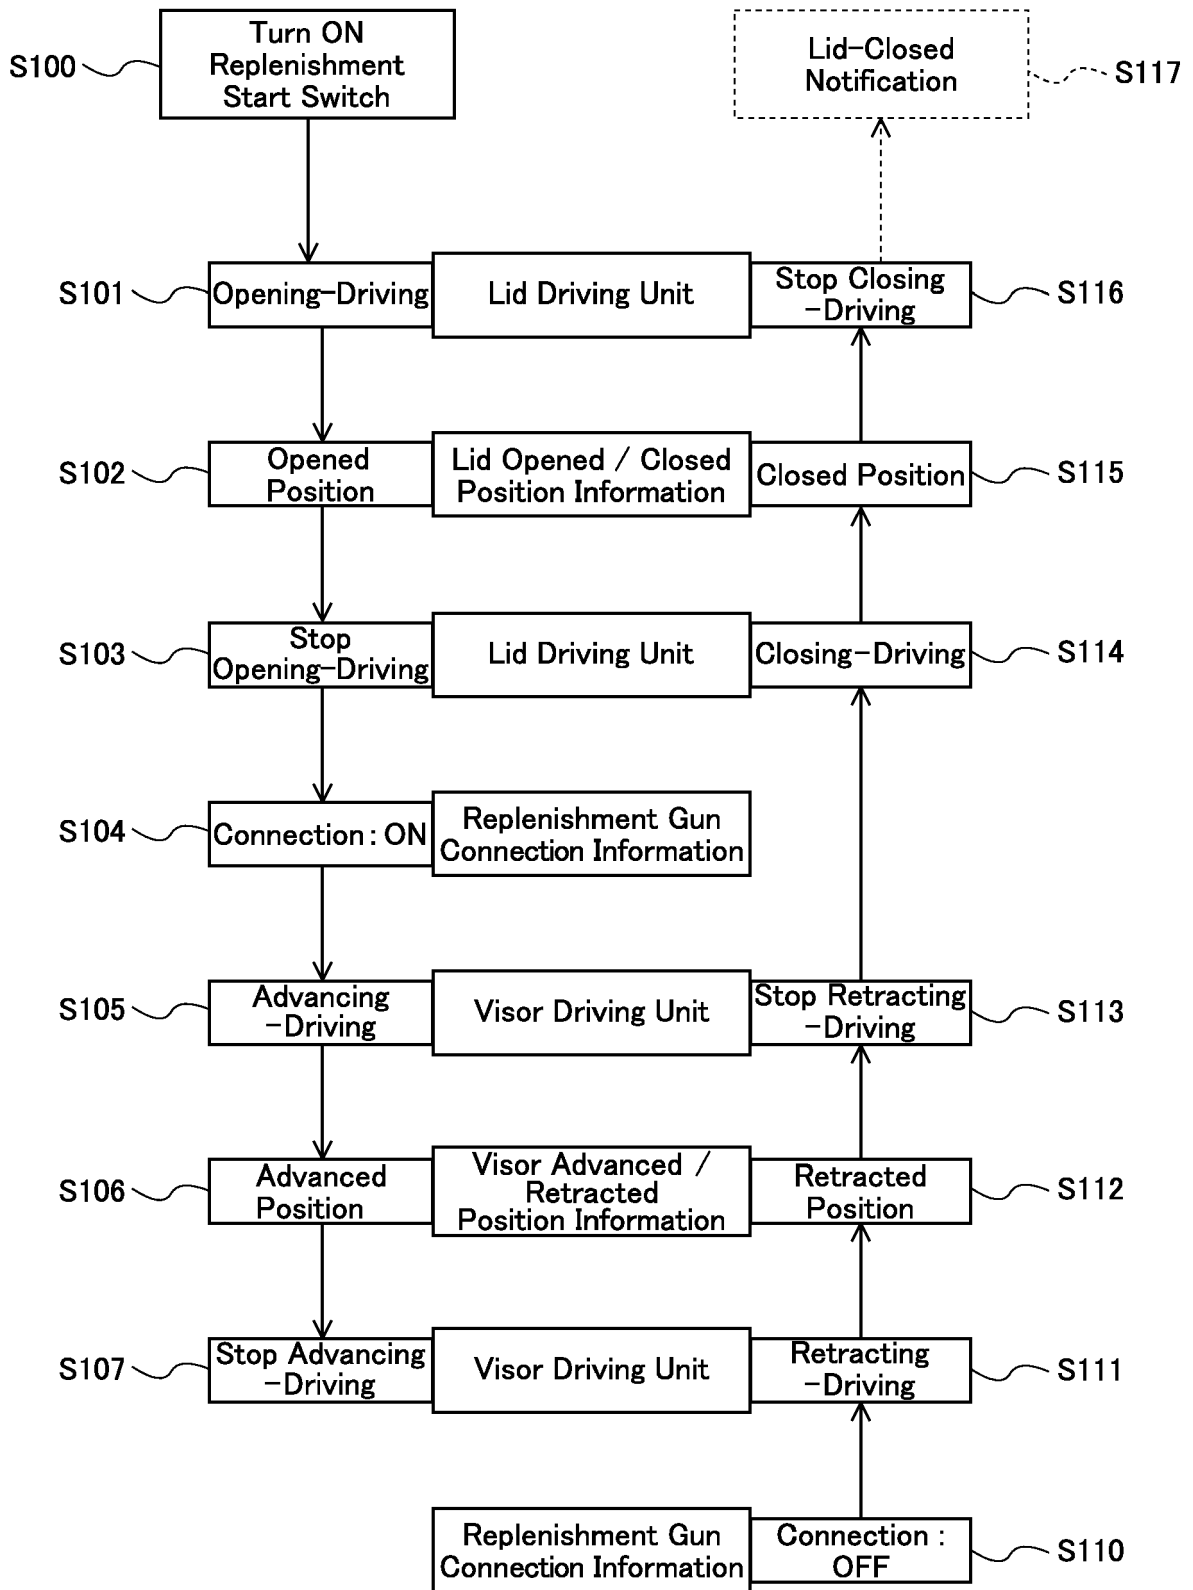 Turn ON
Replenishment
Start Switch
S100
Lid-Closed
Notification
S117
S101
Opening-Driving
Lid Driving Unit
Stop Closing
-Driving
S116
S102
Opened
Position
Lid Opened / Closed
Position Information
Closed Position
S115
S103
Stop
Opening-Driving
Lid Driving Unit
Closing-Driving
S114
S104
Connection : ON
Replenishment Gun
Connection Information
S105
Advancing
-Driving
Visor Driving Unit
Stop Retracting
-Driving
S113
S106
Advanced
Position
Visor Advanced /
Retracted
Position Information
Retracted
Position
S112
S107
Stop Advancing
-Driving
Visor Driving Unit
Retracting
-Driving
S111
Replenishment Gun
Connection Information
Connection :
OFF
S110